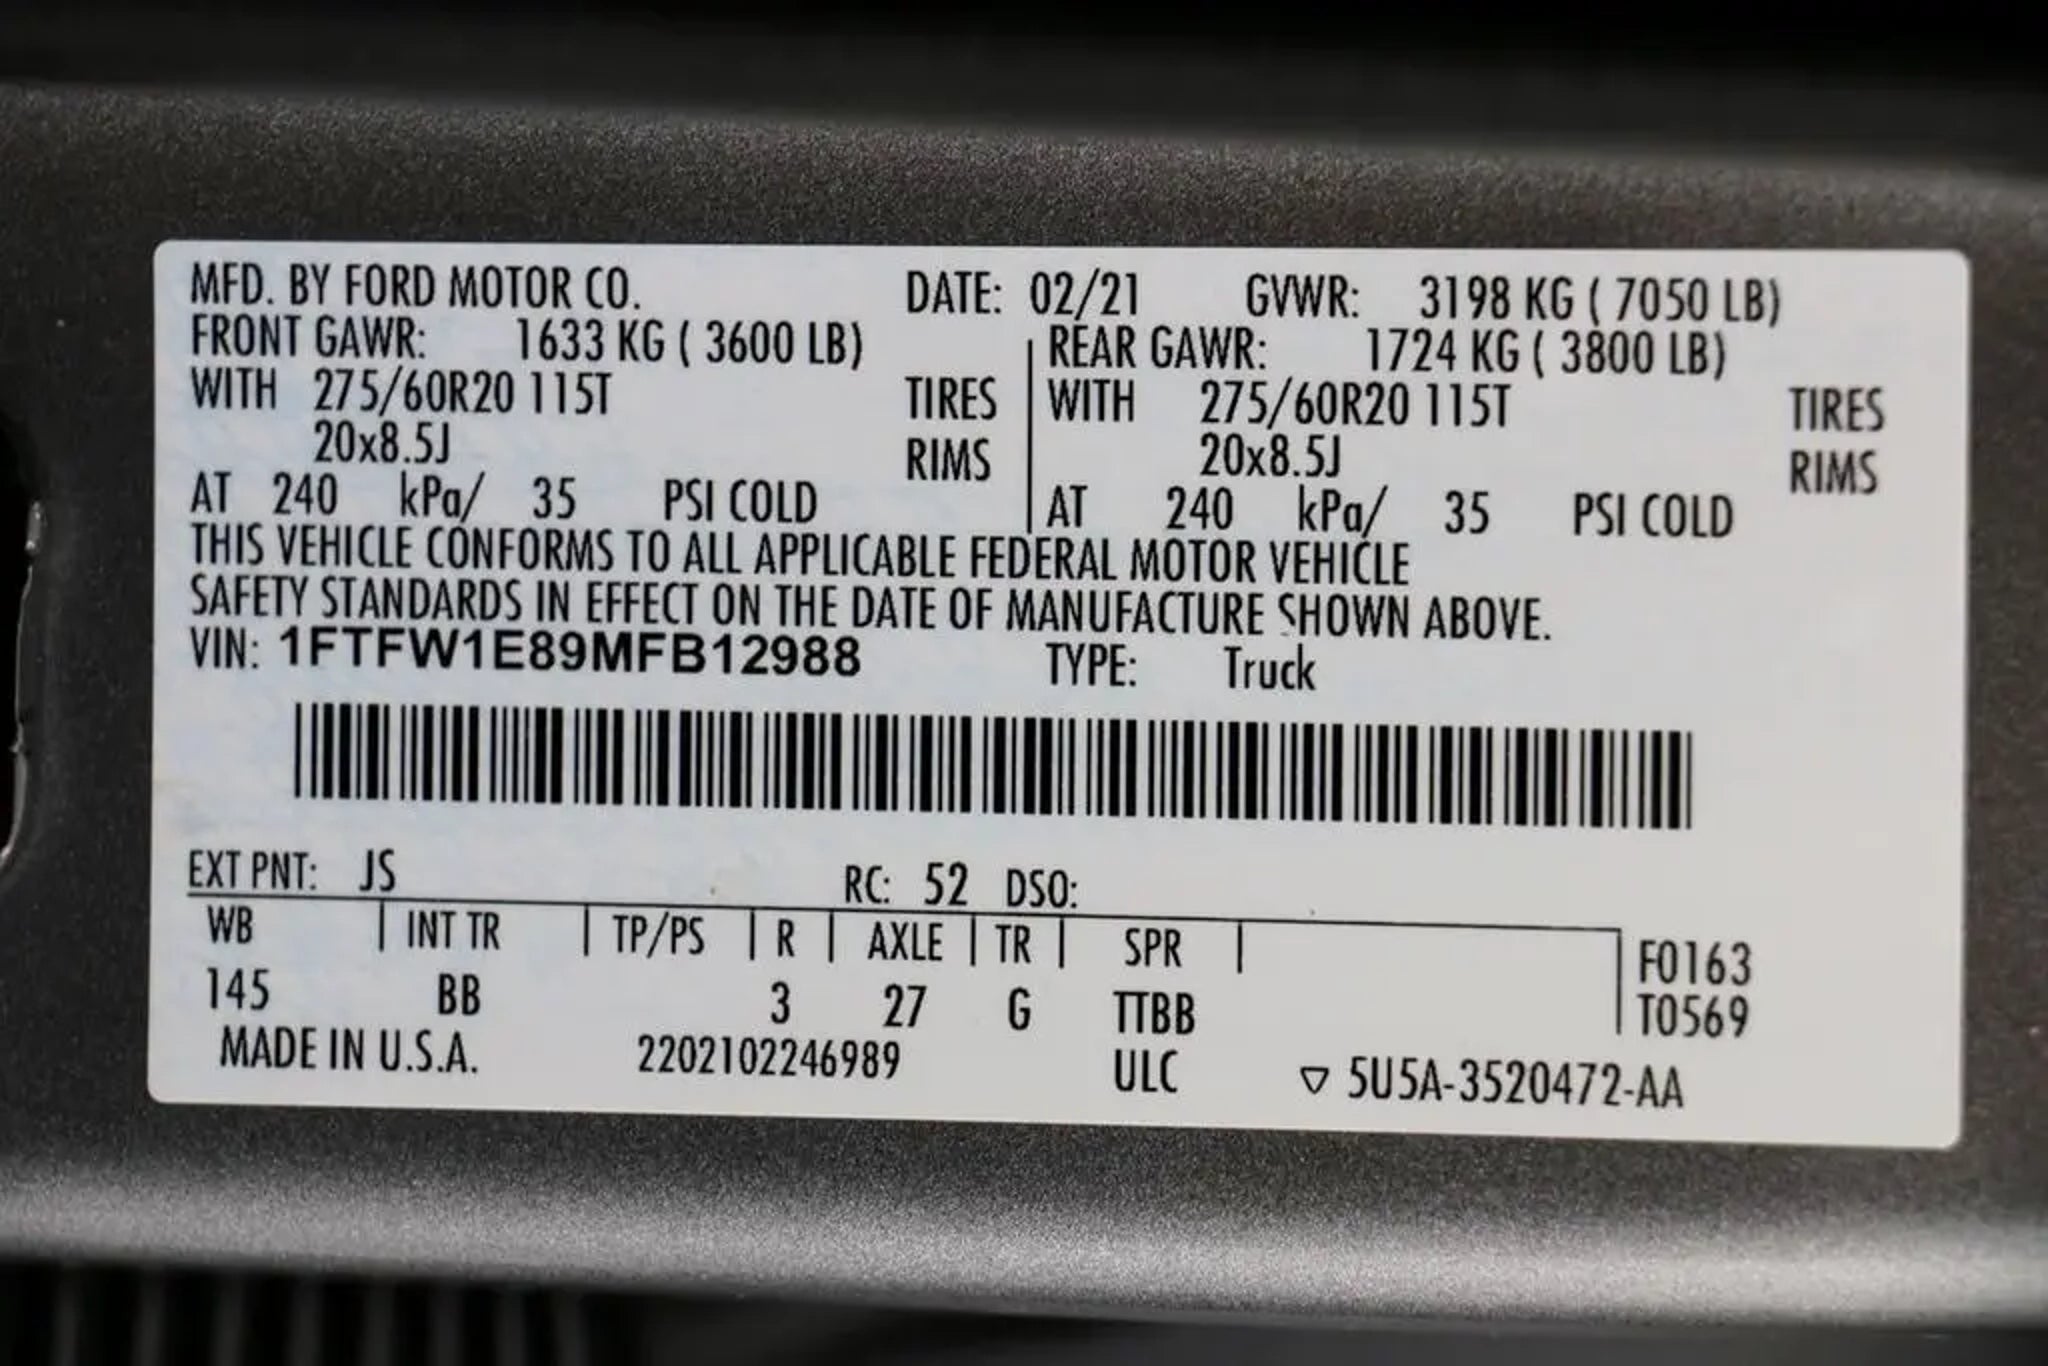 MFD. BY FORD MOTOR CO. DATE: 02/21 GVWR: 3198 KG ( 7050 LB)
FRONT GAWR: 1633 KG ( 3600 LB) REAR GAWR: 1724 KG ( 3800 LB)
WITH 275/60R20 115T TIRES WITH 275/60R20 115T TIRES
20x8.5J RIMS 20x8.5J RIMS
AT 240 kPa/ 35 PSI COLD AT 240 kPa/ 35 PSI COLD
THIS VEHICLE CONFORMS TO ALL APPLICABLE FEDERAL MOTOR VEHICLE
SAFETY STANDARDS IN EFFECT ON THE DATE OF MANUFACTURE SHOWN ABOVE.
VIN: 1FTFW1E89MFB12988 TYPE: Truck
EXT PNT: JS RC: 52 DSO:
WB INT TR TP/PS R AXLE TR SPR F0163
145 BB 3 27 G TTBB T0569
MADE IN U.S.A. 2202102246989 ULC ▽ 5U5A-3520472-AA